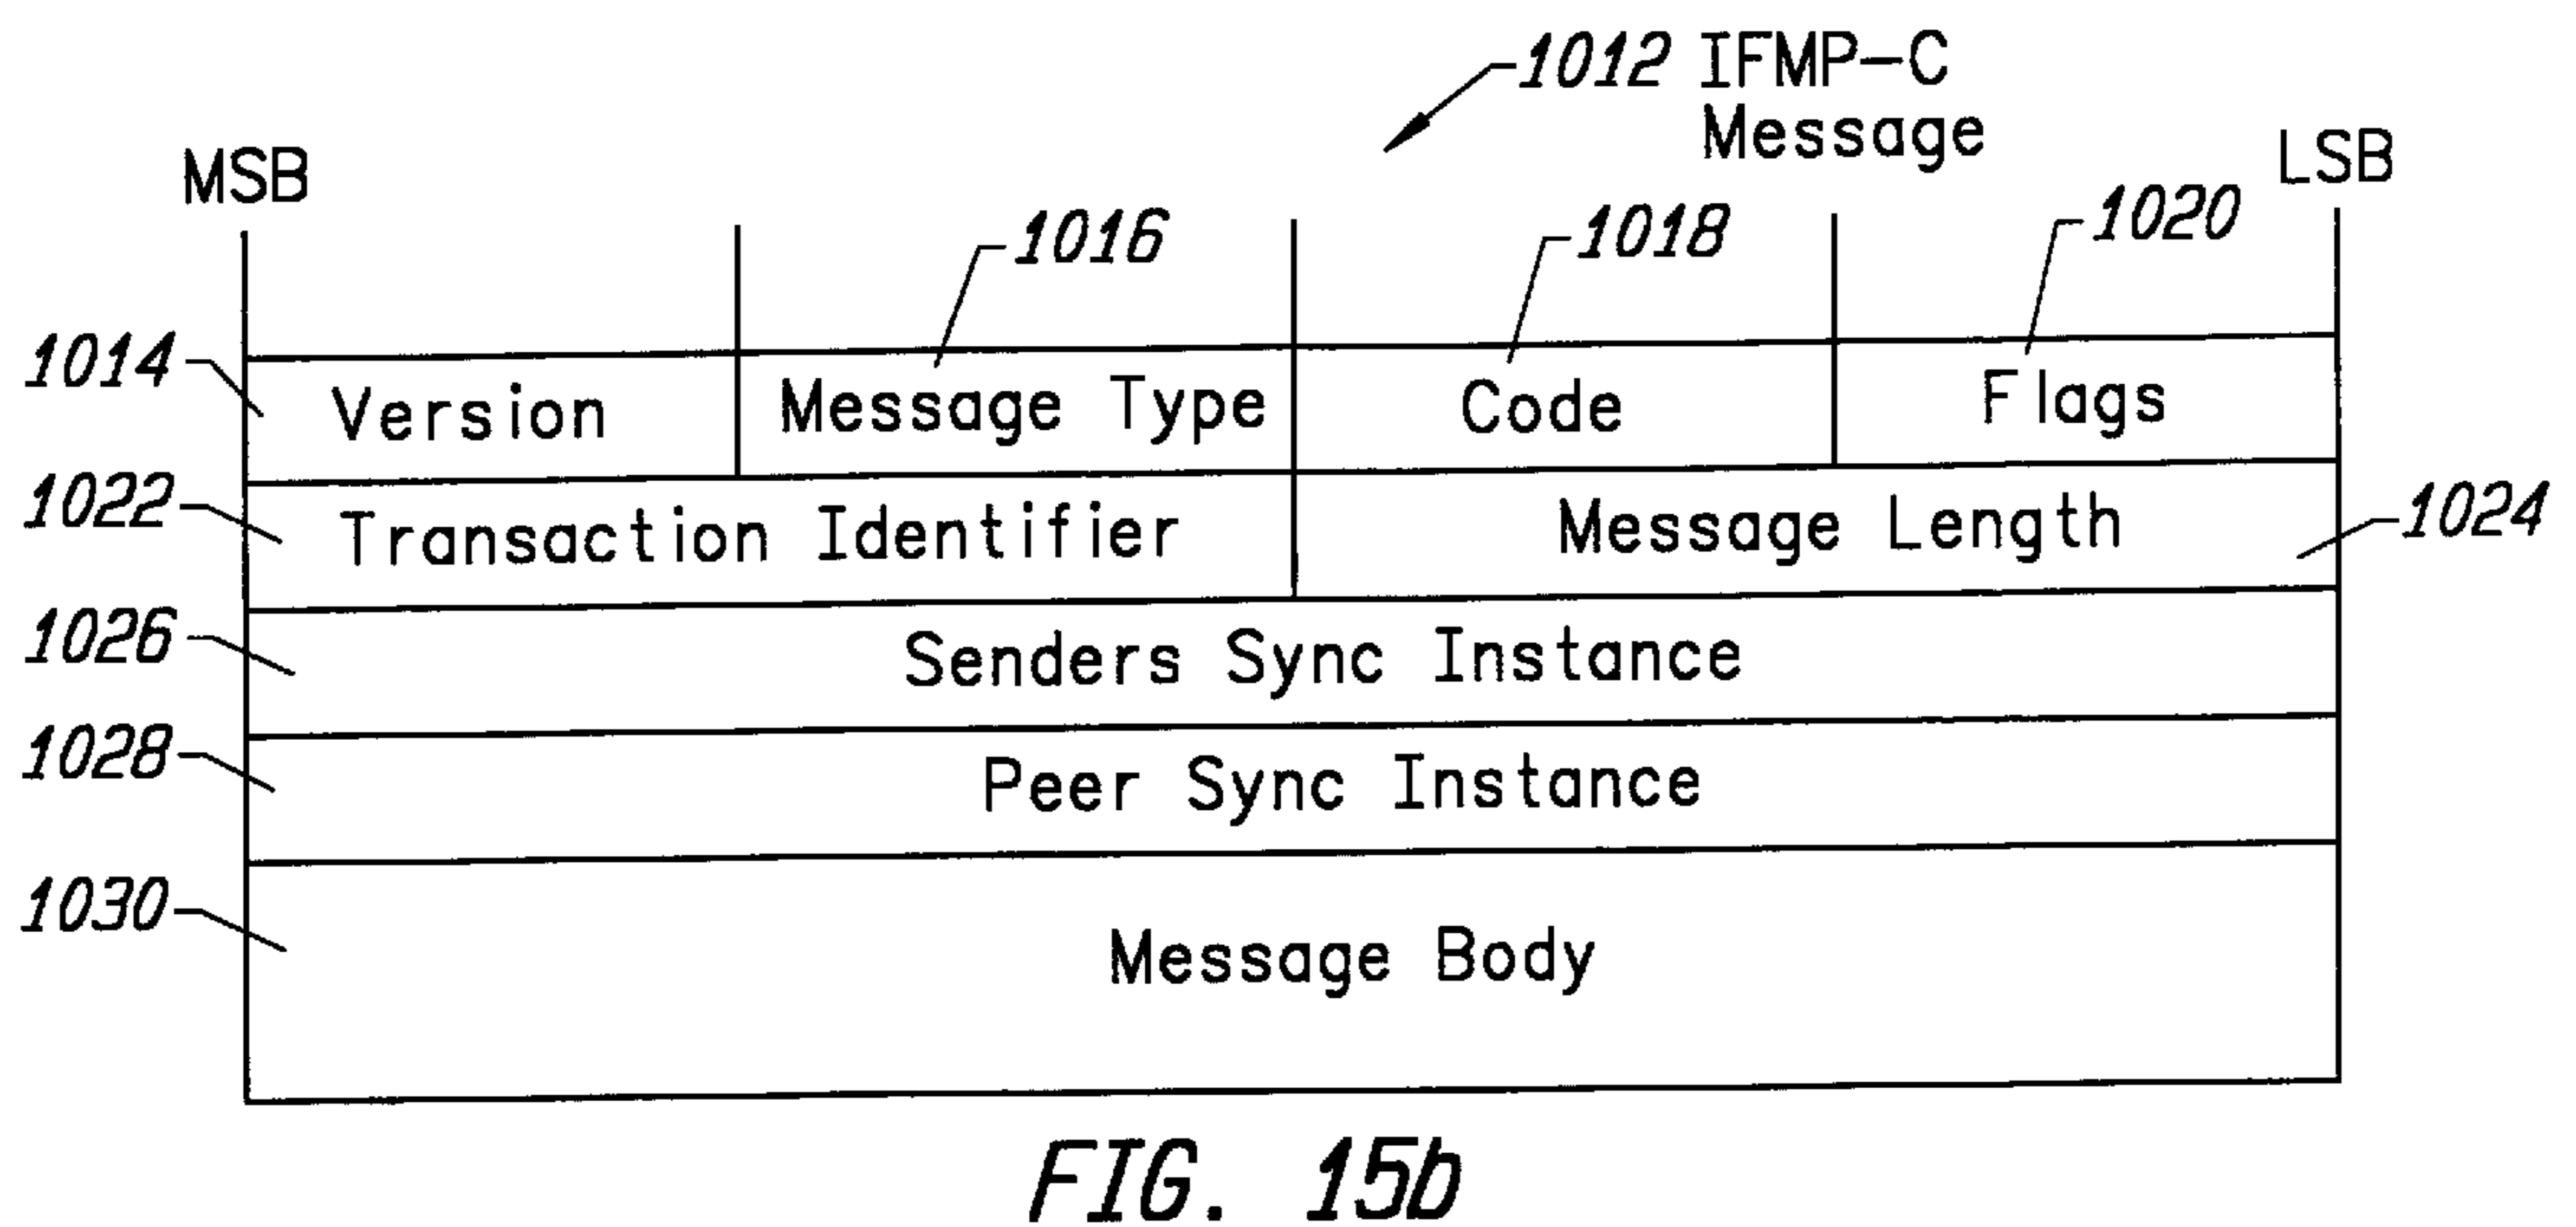 1012 IFMP-C
Message
MSB LSB
1016 1018 1020
1014 Version Message Type Code Flags
1022 Transaction Identifier Message Length 1024
1026 Senders Sync Instance
1028 Peer Sync Instance
1030 Message Body
FIG. 15b